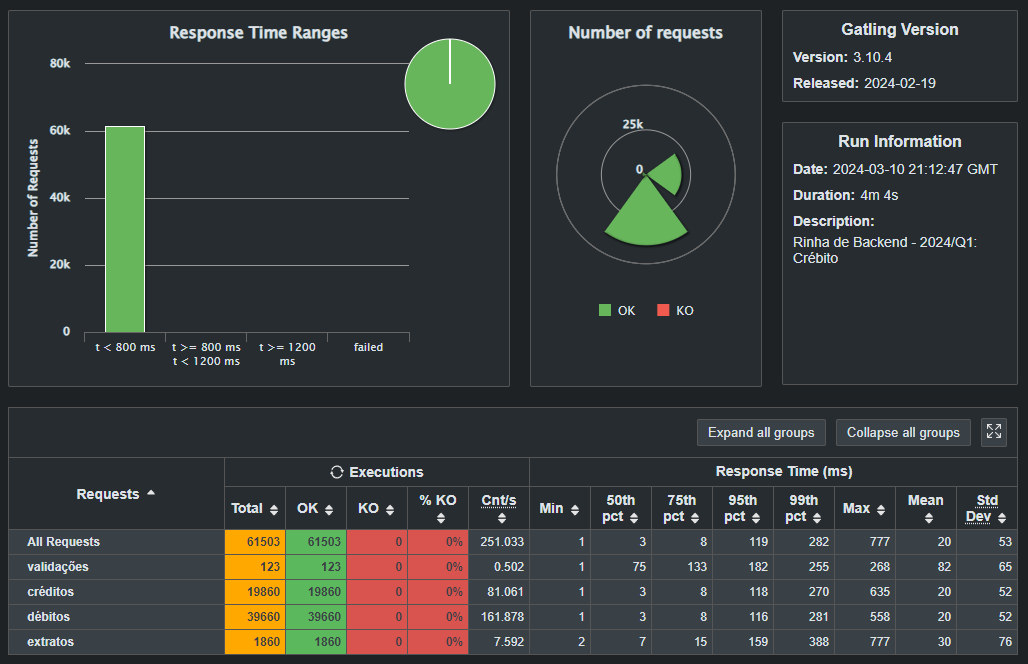 Response Time Ranges
Number of Requests
80k
60k
40k
20k
0
t < 800 ms
t >= 800 ms
t < 1200 ms
t >= 1200
ms
failed
Number of requests
25k
0
OK
KO
Gatling Version
Version: 3.10.4
Released: 2024-02-19
Run Information
Date: 2024-03-10 21:12:47 GMT
Duration: 4m 4s
Description:
Rinha de Backend - 2024/Q1:
Crébito
Expand all groups
Collapse all groups
Requests
Executions
Response Time (ms)
Total OK KO % KO Cnt/s Min 50th pct 75th pct 95th pct 99th pct Max Mean Std Dev
All Requests 61503 61503 0 0% 251.033 1 3 8 119 282 777 20 53
validações 123 123 0 0% 0.502 1 75 133 182 255 268 82 65
créditos 19860 19860 0 0% 81.061 1 3 8 118 270 635 20 52
débitos 39660 39660 0 0% 161.878 1 3 8 116 281 558 20 52
extratos 1860 1860 0 0% 7.592 2 7 15 159 388 777 30 76